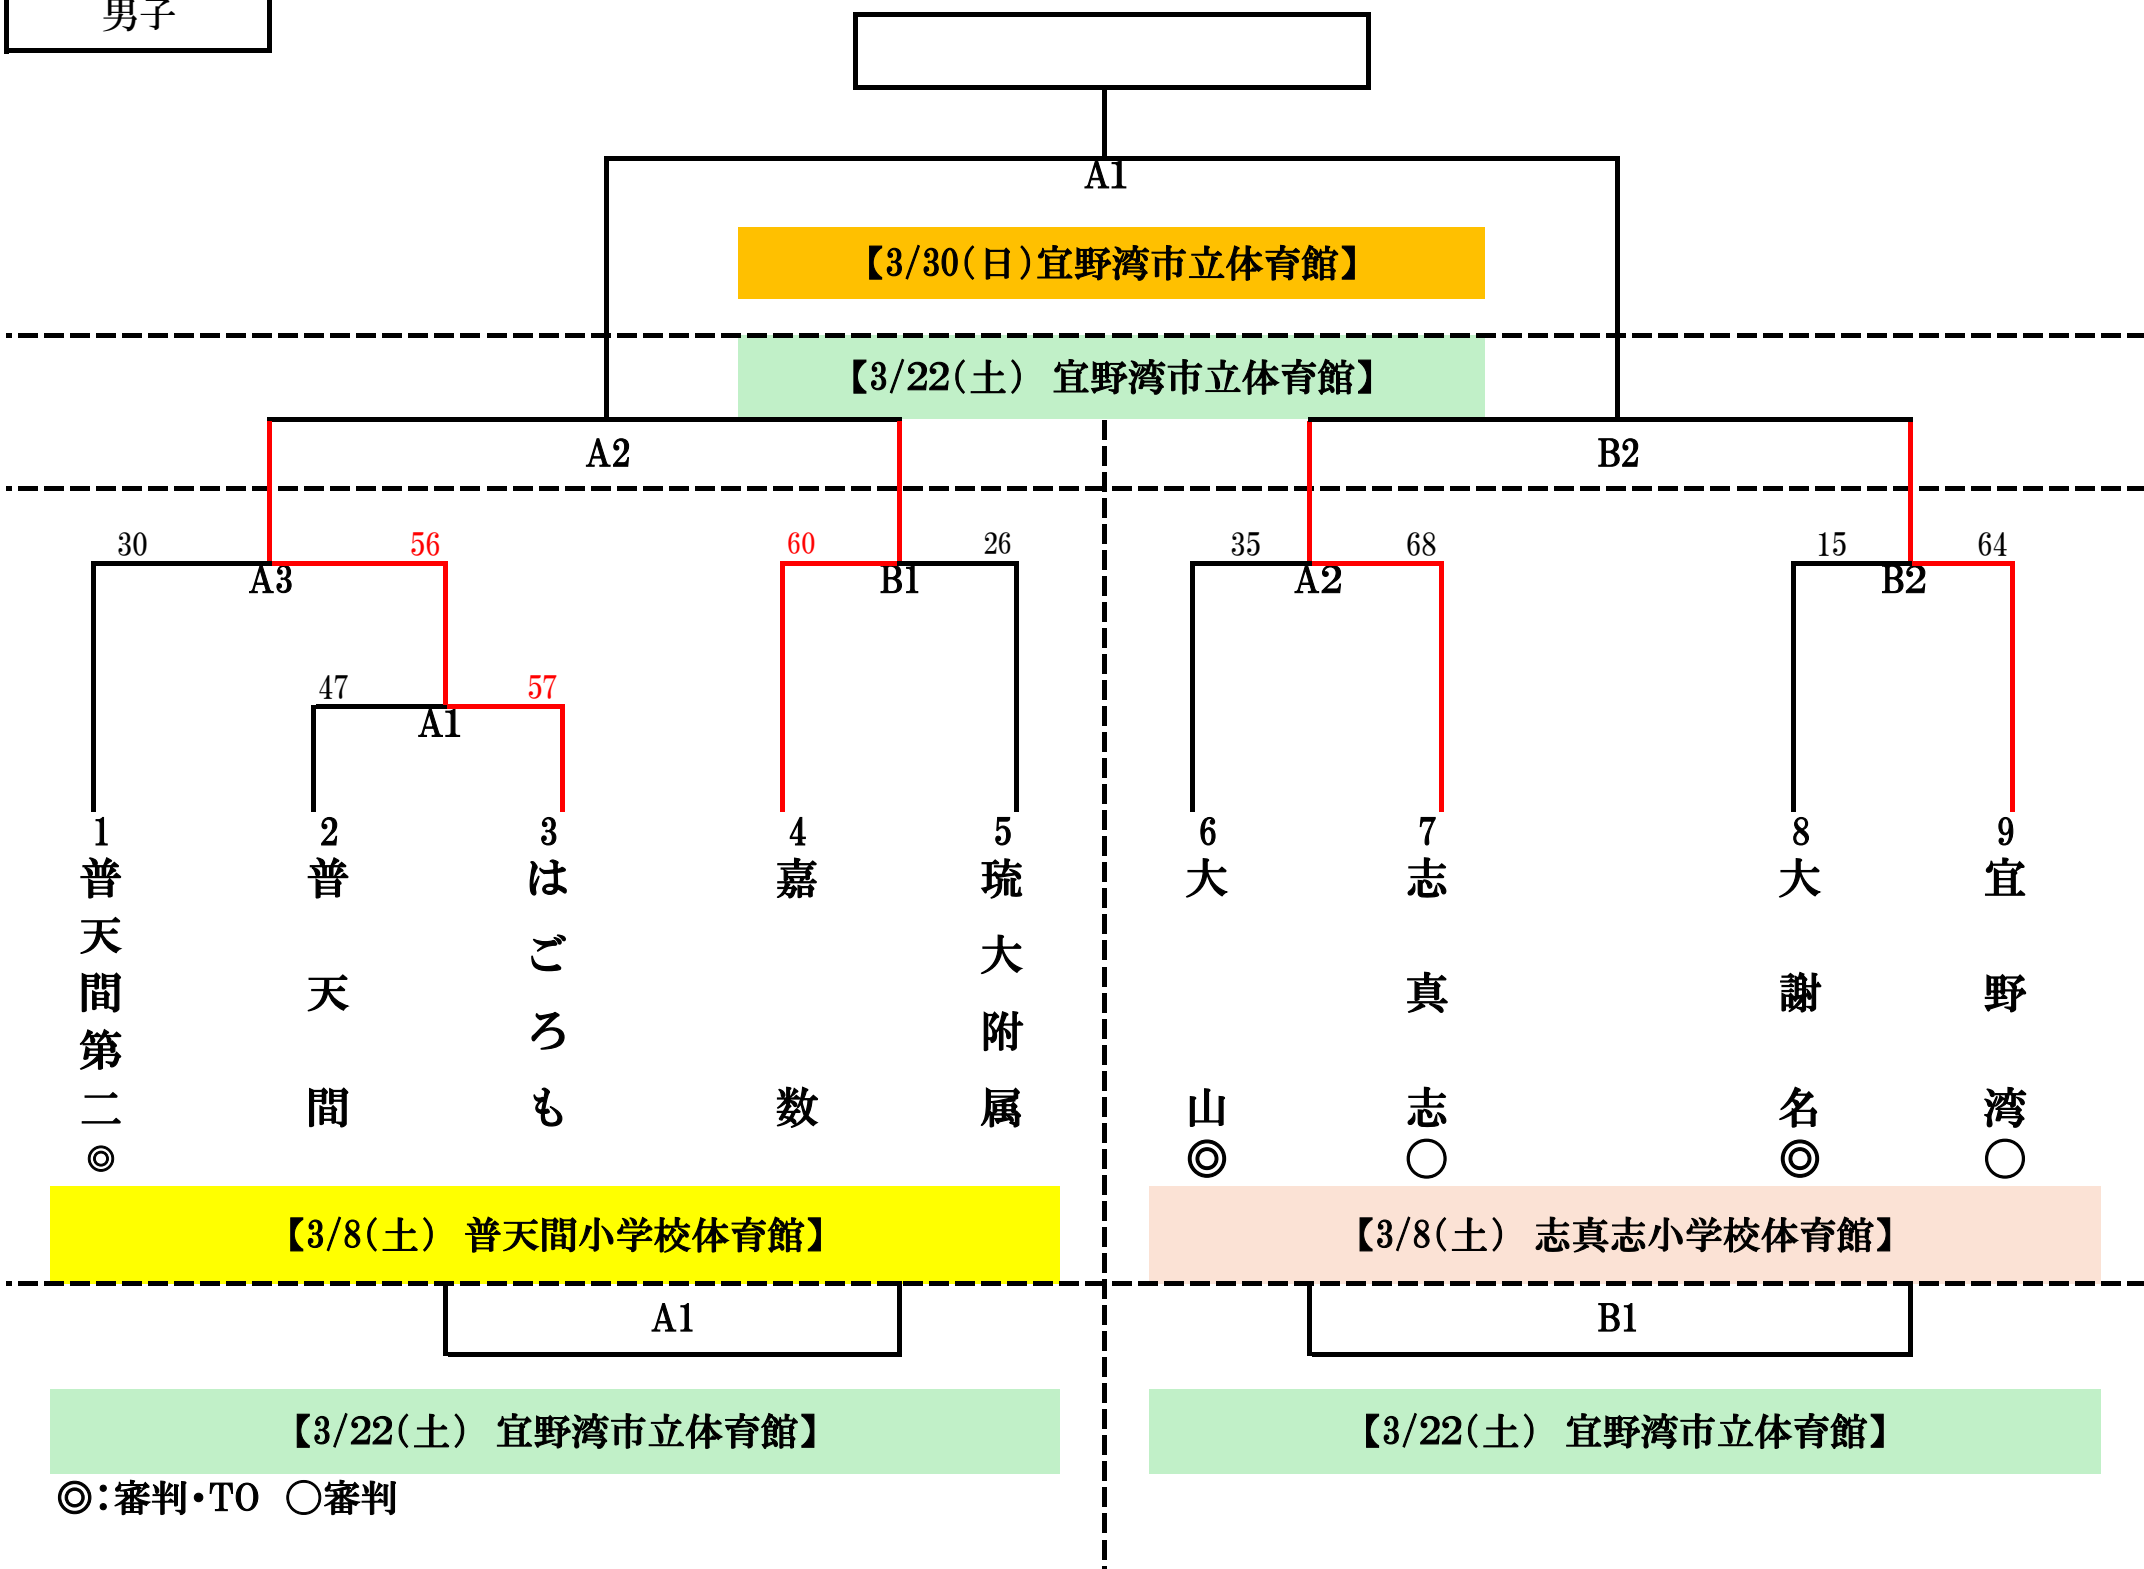 男子
A1
【3/30(日)宜野湾市立体育館】
【3/22(土) 宜野湾市立体育館】
A2
B2
30
56
60
26
35
68
15
64
A3
B1
A2
B2
47
57
A1
1
2
3
4
5
6
7
8
9
普天間第二◎
普天間
はごろも
嘉数
琉大附属
大山◎
志真志○
大謝名◎
宜野湾○
【3/8(土) 普天間小学校体育館】
【3/8(土) 志真志小学校体育館】
A1
B1
【3/22(土) 宜野湾市立体育館】
【3/22(土) 宜野湾市立体育館】
◎:審判・TO ○審判